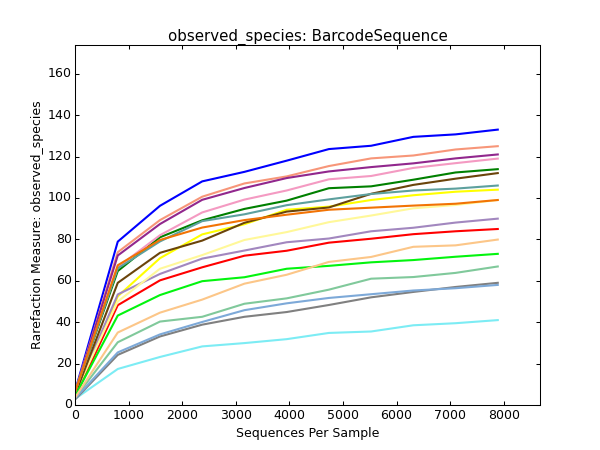 observed_species: BarcodeSequence
Rarefaction Measure: observed_species
160
140
120
100
80
60
40
20
0
0 1000 2000 3000 4000 5000 6000 7000 8000
Sequences Per Sample